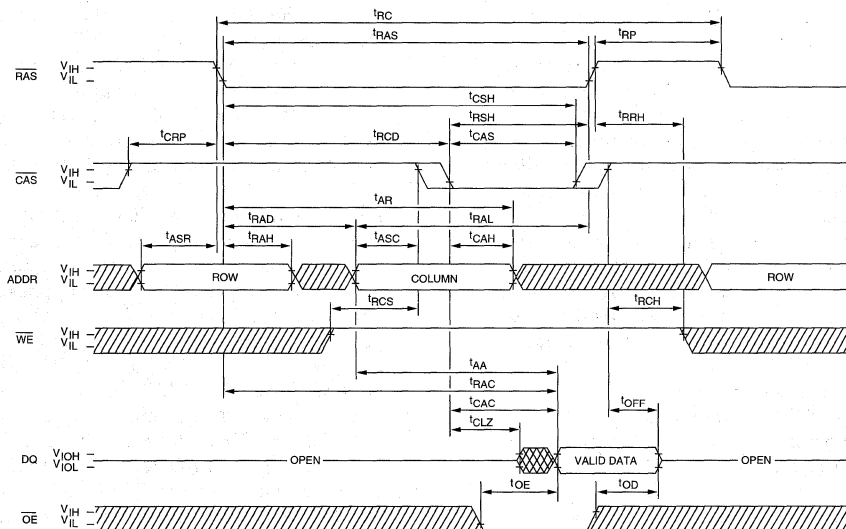 tRC
tRAS
tRP
RAS VIH
VIL
tCSH
tRSH
tRRH
tCRP
tRCD
tCAS
CAS VIH
VIL
tAR
tRAD
tRAL
tASR
tRAH
tASC
tCAH
ADDR VIH
VIL
ROW
COLUMN
ROW
tRCS
tRCH
WE VIH
VIL
tAA
tRAC
tCAC
tOFF
tCLZ
DQ VIOH
VIOL
OPEN
VALID DATA
OPEN
tOE
tOD
OE VIH
VIL